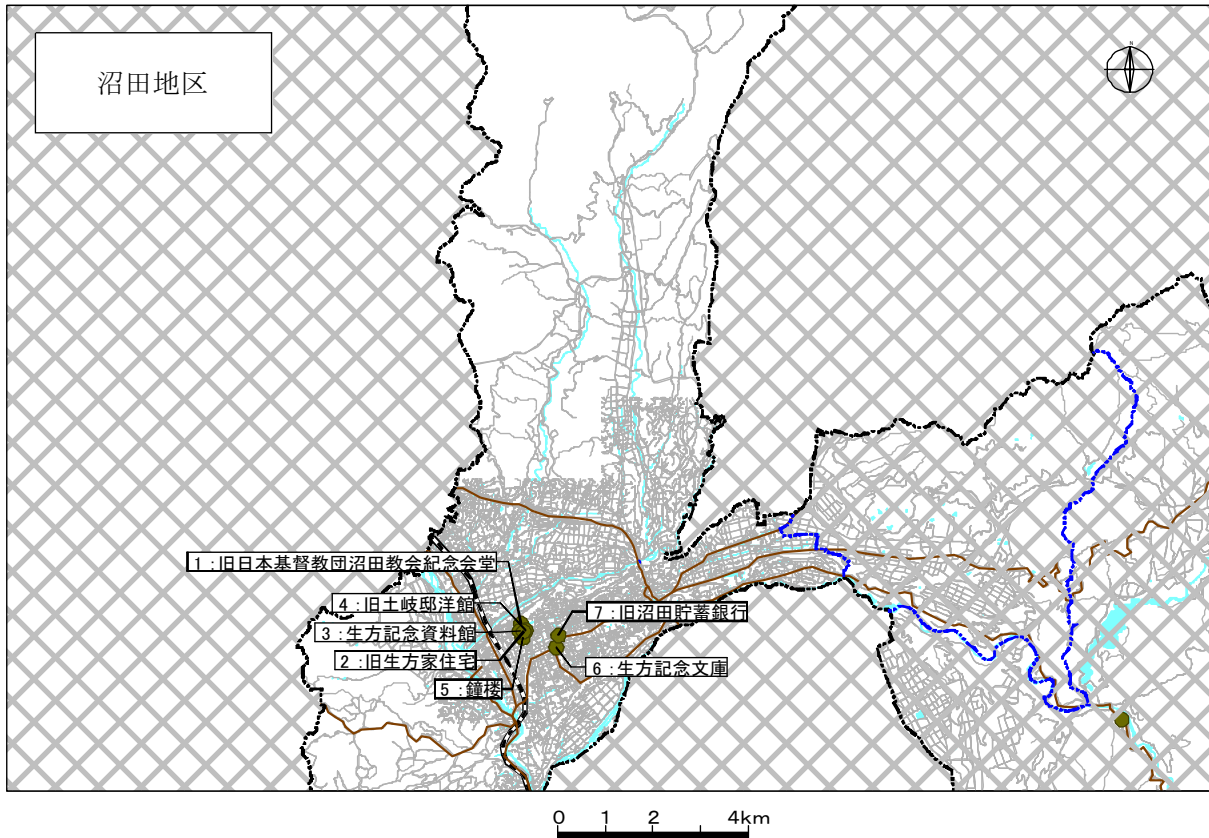 沼田地区
N
1：旧日本基督教団沼田教会紀念会堂
4：旧土岐邸洋館
3：生方記念資料館
2：旧生方家住宅
5：鐘楼
7：旧沼田貯蓄銀行
6：生方記念文庫
0 1 2 4km